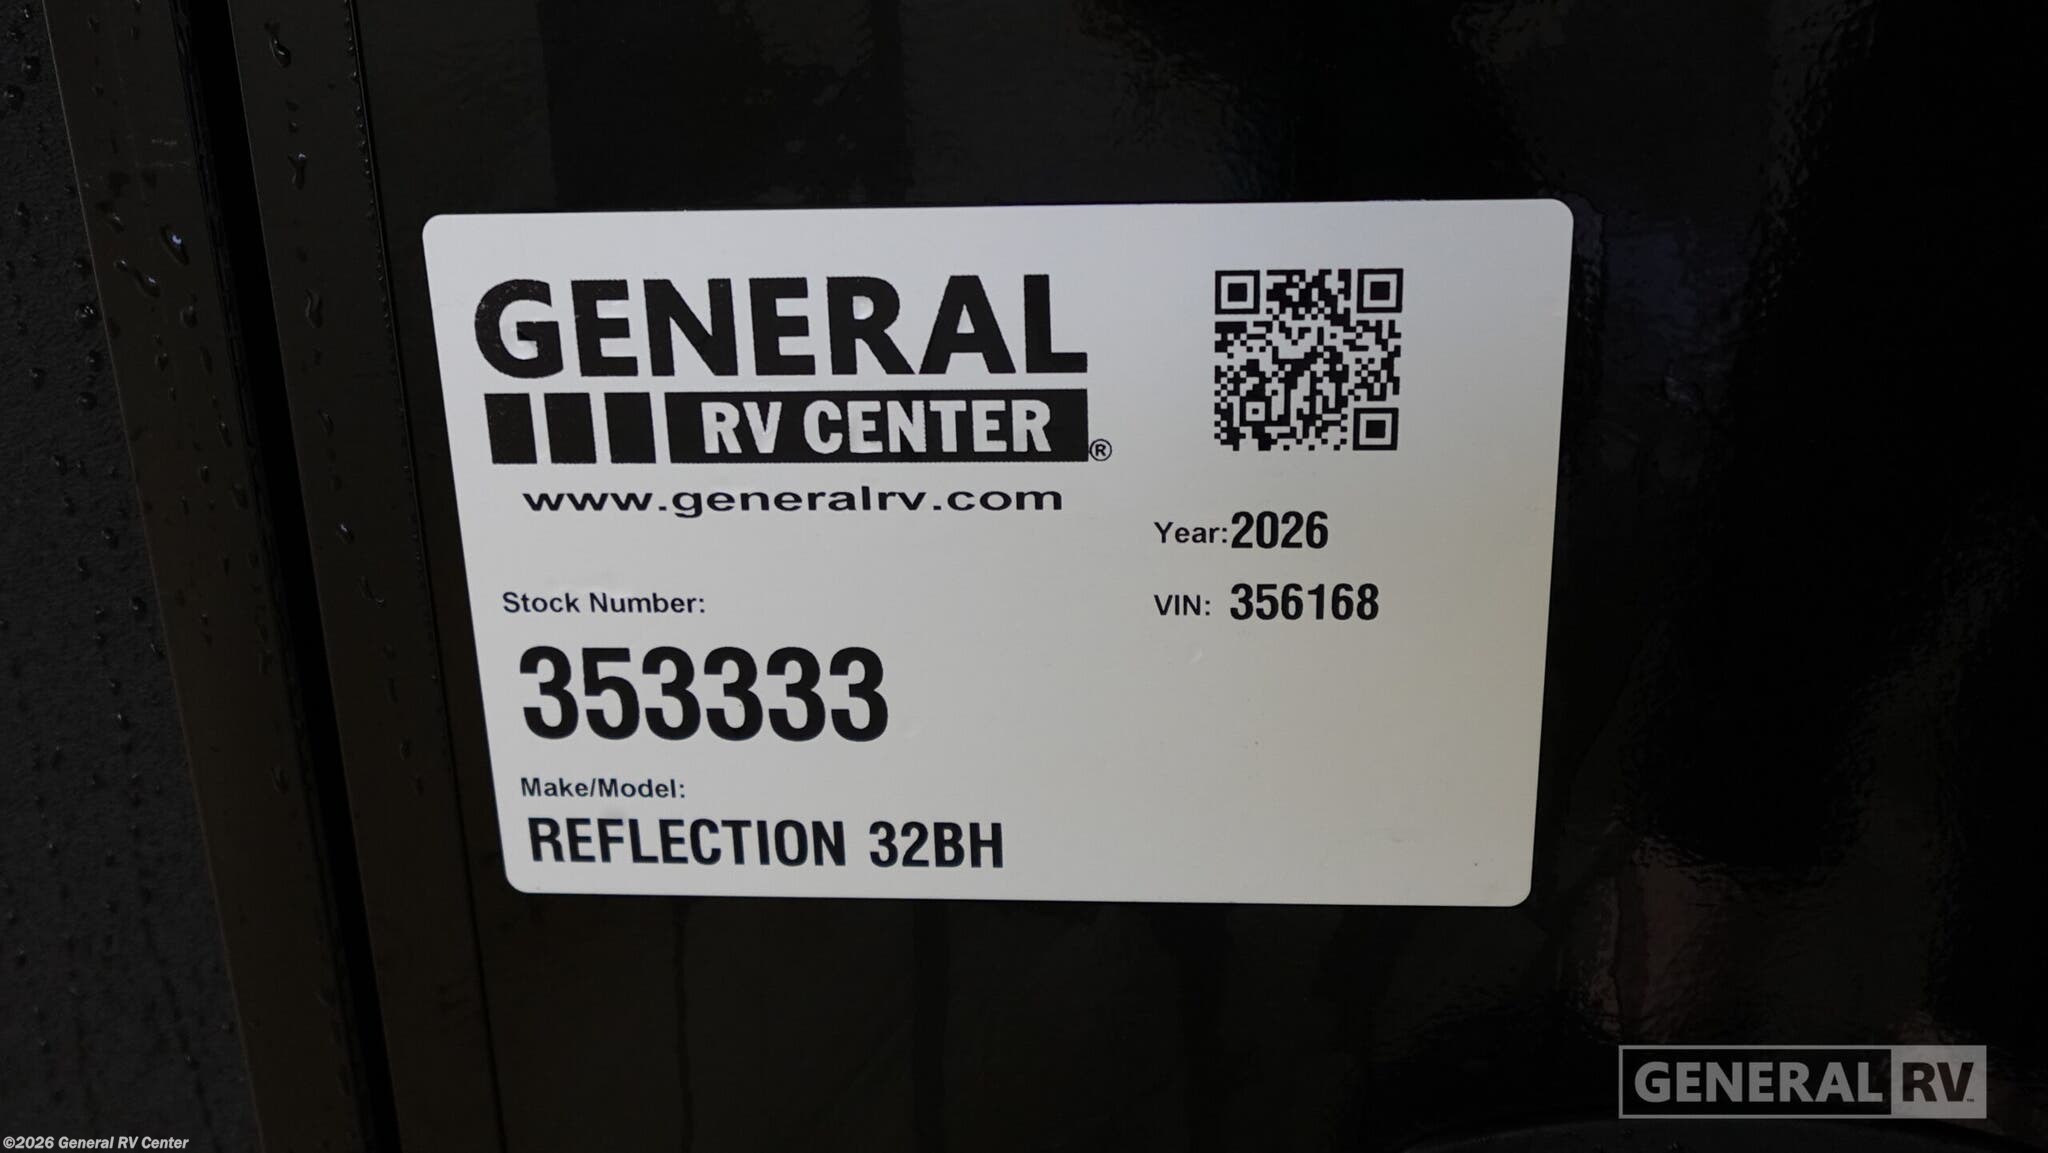 GENERAL
RV CENTER®
www.generalrv.com
Year: 2026
VIN: 356168
Stock Number:
353333
Make/Model:
REFLECTION 32BH
GENERAL RV™
©2026 General RV Center